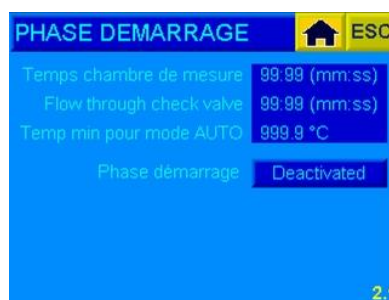 PHASE DEMARRAGE ESC
Temps chambre de mesure 99:99 (mm:ss)
Flow through check valve 99:99 (mm:ss)
Temp min pour mode AUTO 999.9 °C
Phase démarrage Deactivated
2.